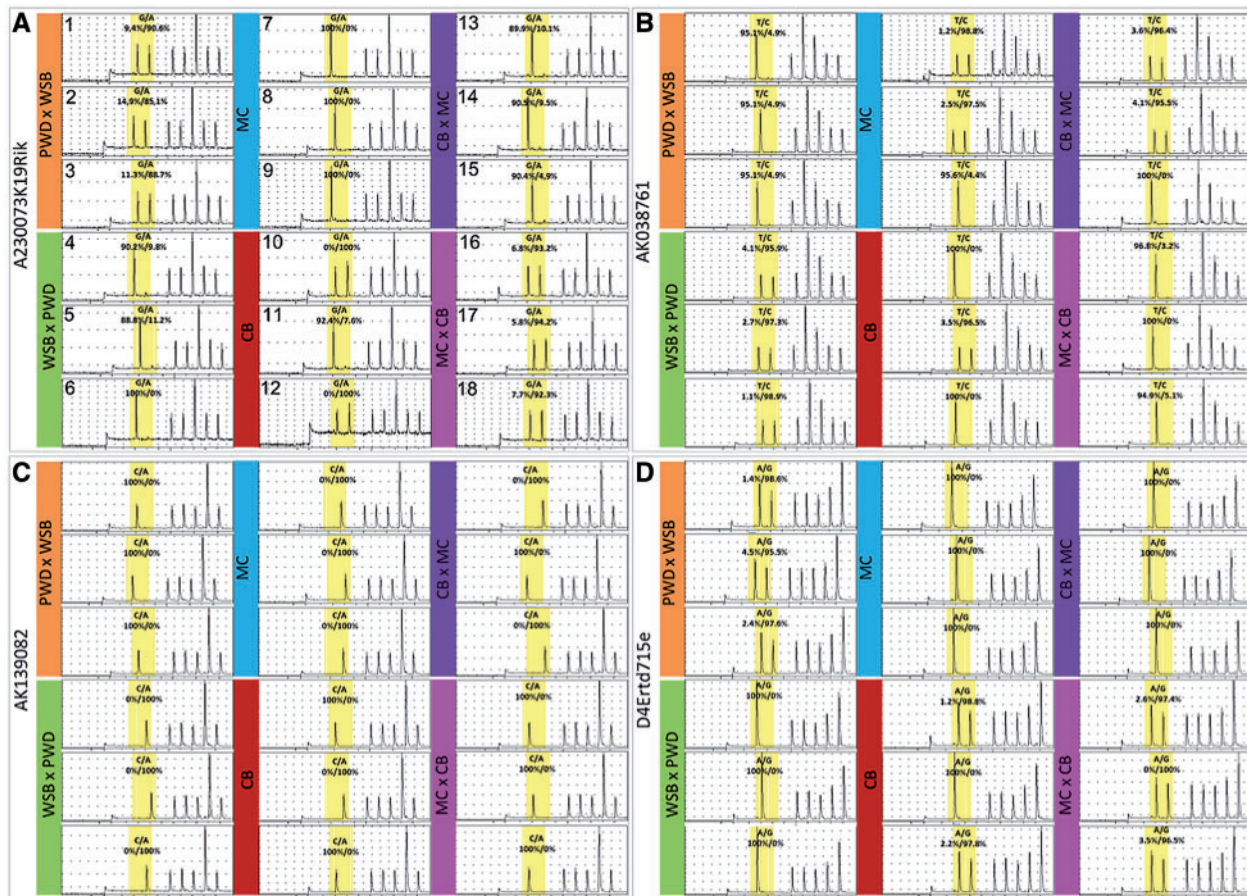 A
A230073K19Rik
PWD x WSB
WSB x PWD
MC
CB
CB x MC
MC x CB
1
G/A
9,4%/90.6%
2
G/A
14,9%/85,1%
3
G/A
11.3%/88.7%
4
G/A
90.2%/9.8%
5
G/A
88.8%/11.2%
6
G/A
100%/0%
7
G/A
100%/0%
8
G/A
100%/0%
9
G/A
100%/0%
10
G/A
0%/100%
11
G/A
92.4%/7.6%
12
G/A
0%/100%
13
G/A
89.9%/10.1%
14
G/A
90.5%/9.5%
15
G/A
90.4%/4.9%
16
G/A
6.8%/93.2%
17
G/A
5.8%/94.2%
18
G/A
7.7%/92.3%
B
AK038761
PWD x WSB
WSB x PWD
MC
CB
CB x MC
MC x CB
T/C
95.1%/4.9%
T/C
95.1%/4.9%
T/C
95.1%/4.9%
T/C
4.1%/95.9%
T/C
2.7%/97.3%
T/C
1.1%/98.9%
T/C
1.2%/98.8%
T/C
2.5%/97.5%
T/C
95.6%/4.4%
T/C
100%/0%
T/C
3.5%/96.5%
T/C
100%/0%
T/C
3.6%/96.4%
T/C
4.1%/95.5%
T/C
100%/0%
T/C
96.8%/3.2%
T/C
100%/0%
T/C
94.9%/5.1%
C
AK139082
PWD x WSB
WSB x PWD
MC
CB
CB x MC
MC x CB
C/A
100%/0%
C/A
100%/0%
C/A
100%/0%
C/A
0%/100%
C/A
0%/100%
C/A
0%/100%
C/A
0%/100%
C/A
0%/100%
C/A
0%/100%
C/A
100%/0%
C/A
100%/0%
C/A
100%/0%
C/A
0%/100%
C/A
100%/0%
C/A
0%/100%
C/A
100%/0%
C/A
100%/0%
C/A
100%/0%
D
D4Ertd715e
PWD x WSB
WSB x PWD
MC
CB
CB x MC
MC x CB
A/G
1.4%/98.6%
A/G
4.5%/95.5%
A/G
2.4%/97.6%
A/G
100%/0%
A/G
100%/0%
A/G
100%/0%
A/G
100%/0%
A/G
100%/0%
A/G
100%/0%
A/G
1.2%/98.8%
A/G
100%/0%
A/G
2.2%/97.8%
A/G
100%/0%
A/G
100%/0%
A/G
100%/0%
A/G
2.6%/97.4%
A/G
0%/100%
A/G
3.5%/96.5%